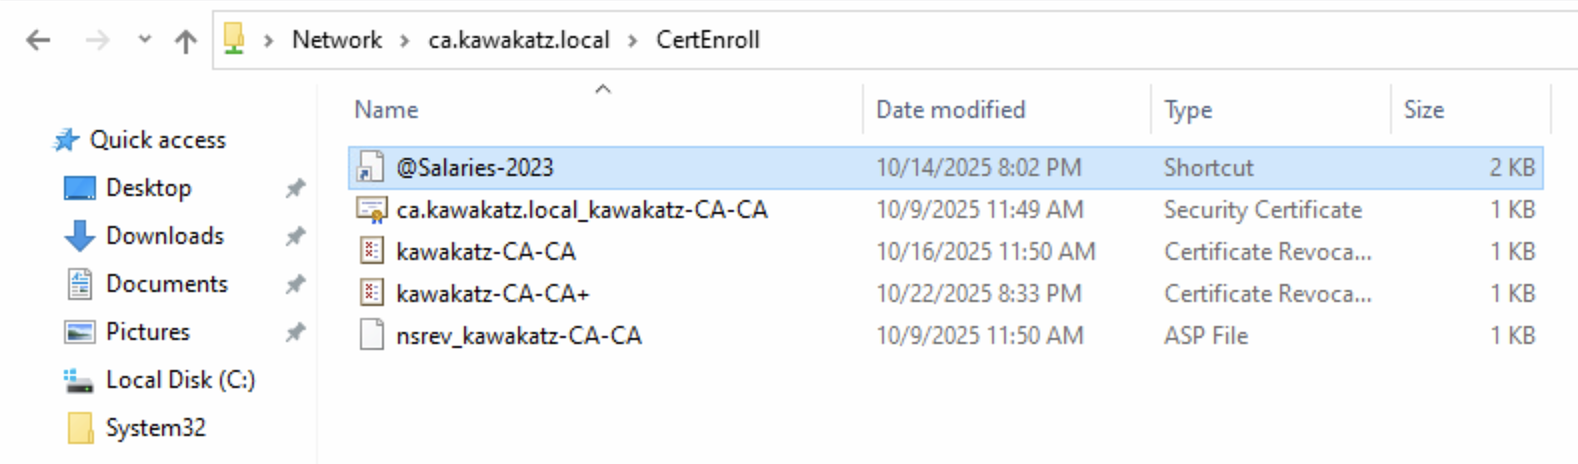 Network > ca.kawakatz.local > CertEnroll
Name Date modified Type Size
Quick access
Desktop
Downloads
Documents
Pictures
Local Disk (C:)
System32
@Salaries-2023 10/14/2025 8:02 PM Shortcut 2 KB
ca.kawakatz.local_kawakatz-CA-CA 10/9/2025 11:49 AM Security Certificate 1 KB
kawakatz-CA-CA 10/16/2025 11:50 AM Certificate Revoca... 1 KB
kawakatz-CA-CA+ 10/22/2025 8:33 PM Certificate Revoca... 1 KB
nsrev_kawakatz-CA-CA 10/9/2025 11:50 AM ASP File 1 KB